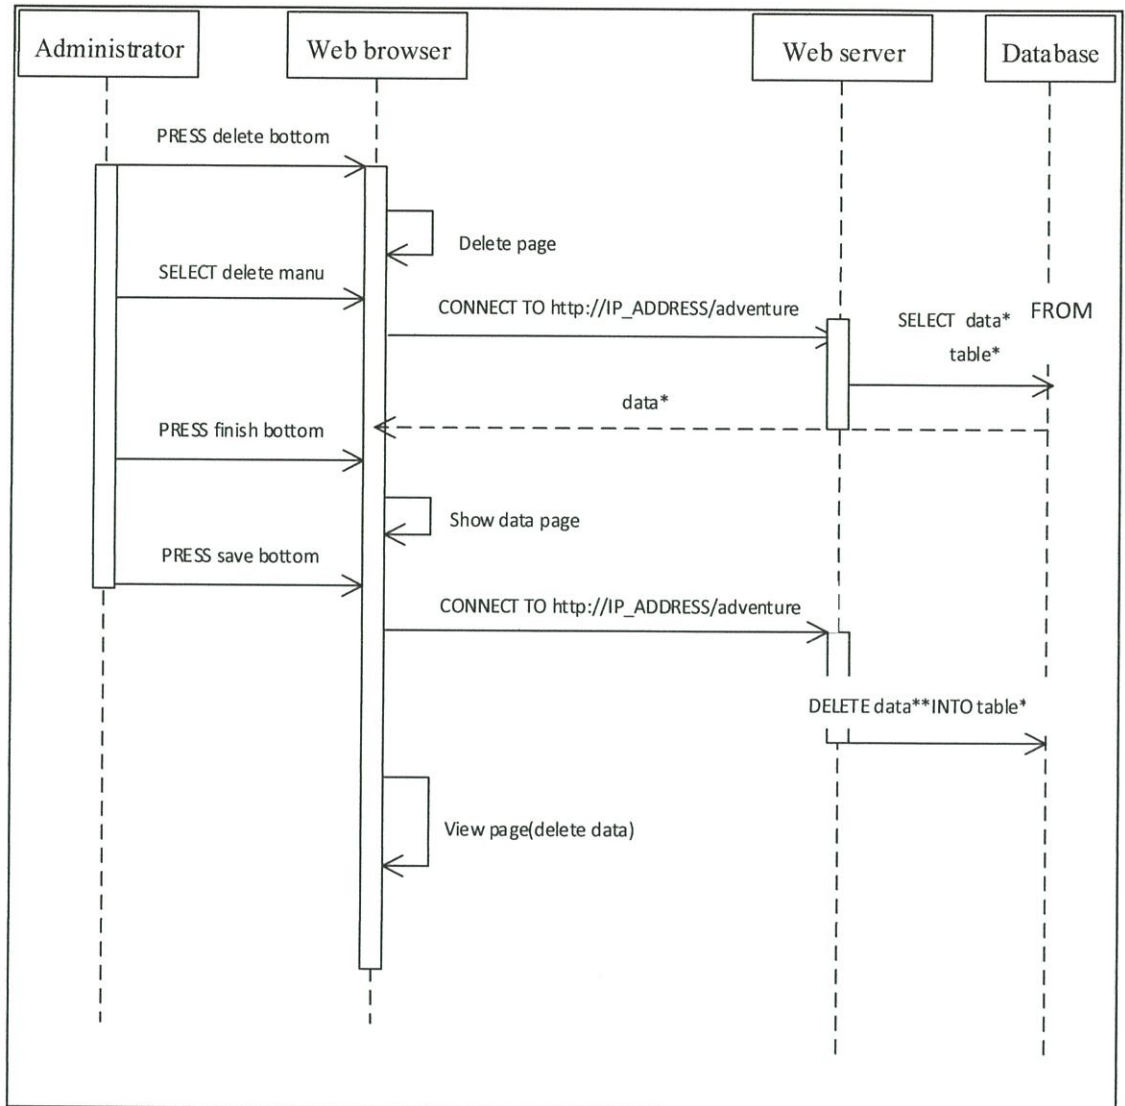 Administrator
Web browser
Web server
Database
PRESS delete bottom
Delete page
SELECT delete manu
CONNECT TO http://IP_ADDRESS/adventure
SELECT data* FROM
table*
data*
PRESS finish bottom
Show data page
PRESS save bottom
CONNECT TO http://IP_ADDRESS/adventure
DELETE data**INTO table*
View page(delete data)